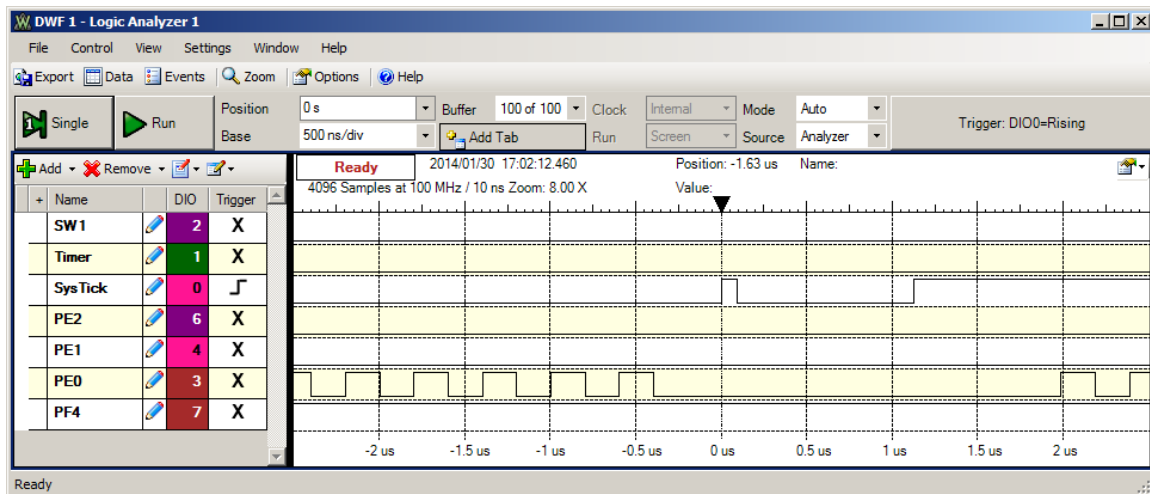 DWF 1 - Logic Analyzer 1
File Control View Settings Window Help
Export Data Events Zoom Options Help
Single Run Position 0 s Buffer 100 of 100 Clock Internal Mode Auto Trigger: DIO0=Rising
Base 500 ns/div Add Tab Run Screen Source Analyzer
Add Remove Ready 2014/01/30 17:02:12.460 Position: -1.63 us Name:
4096 Samples at 100 MHz / 10 ns Zoom: 8.00 X Value:
+ Name DIO Trigger
SW1 2 X
Timer 1 X
SysTick 0
PE2 6 X
PE1 4 X
PE0 3 X
PF4 7 X
-2 us -1.5 us -1 us -0.5 us 0 us 0.5 us 1 us 1.5 us 2 us
Ready